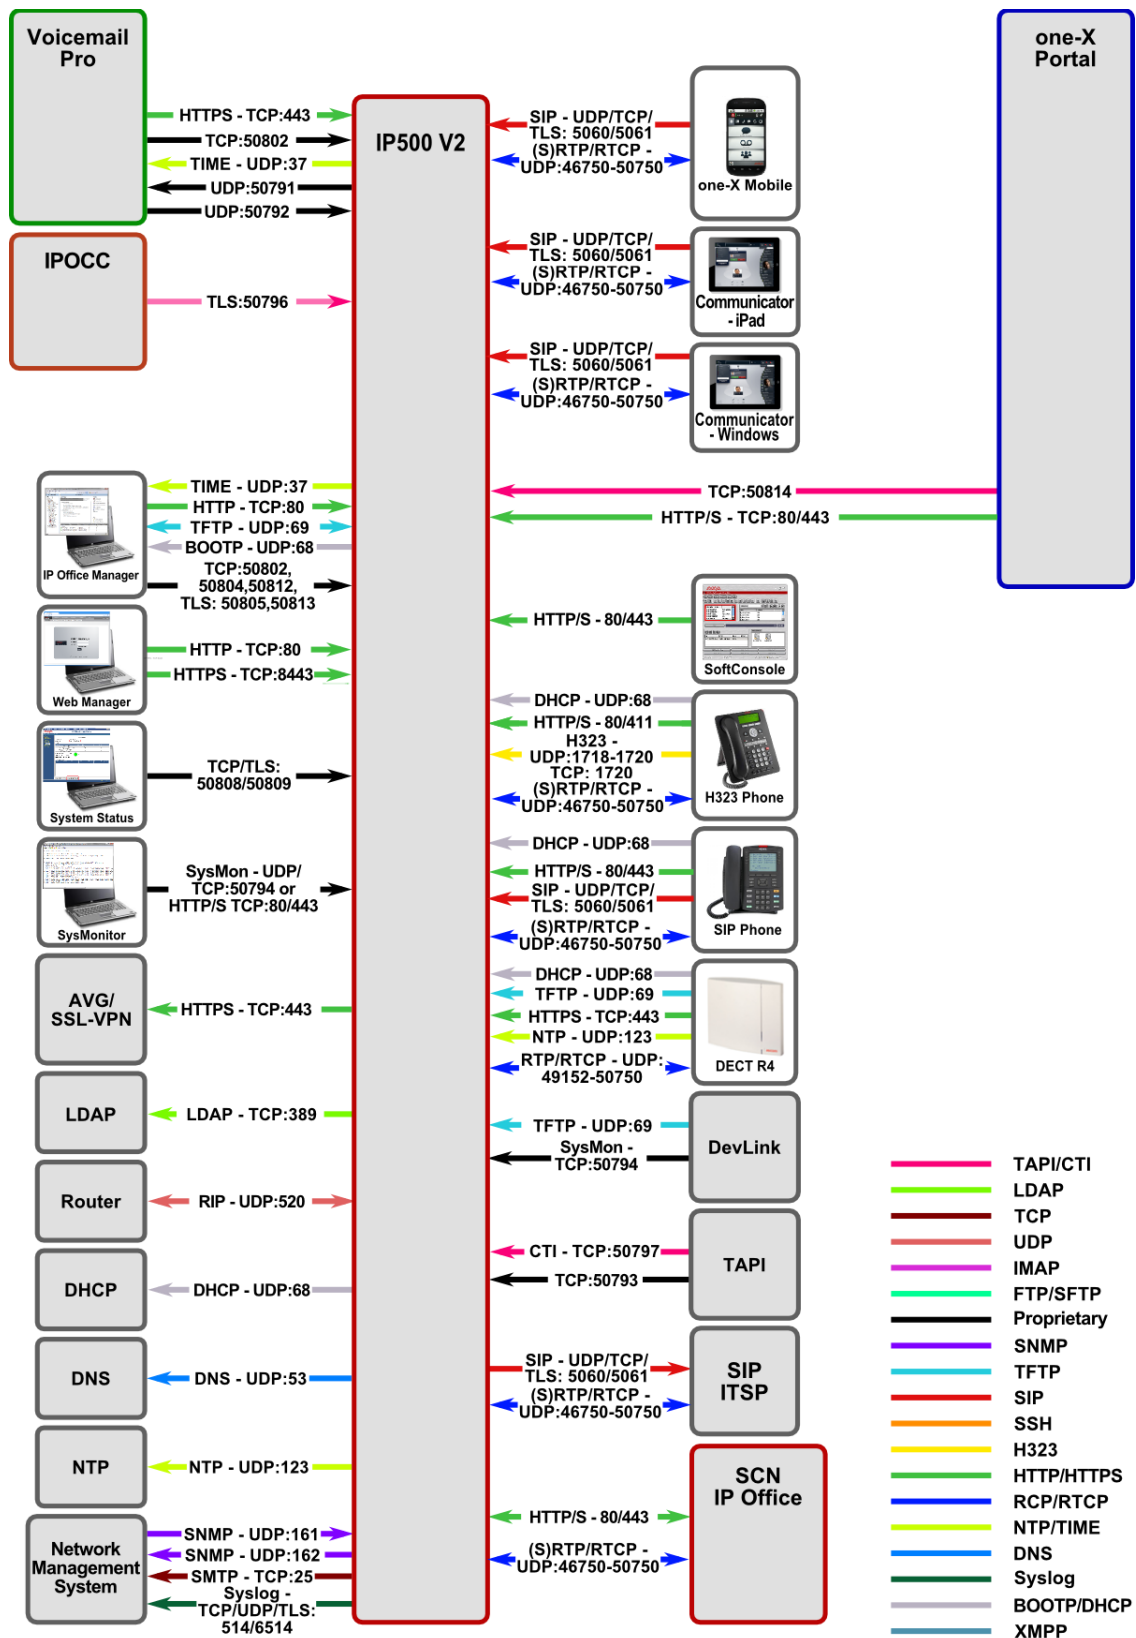 Voicemail
Pro
one-X
Portal
HTTPS - TCP:443
TCP:50802
TIME - UDP:37
UDP:50791
UDP:50792
IP500 V2
SIP - UDP/TCP/
TLS: 5060/5061
(S)RTP/RTCP -
UDP:46750-50750
one-X Mobile
IPOCC
TLS:50796
SIP - UDP/TCP/
TLS: 5060/5061
(S)RTP/RTCP -
UDP:46750-50750
Communicator
- iPad
SIP - UDP/TCP/
TLS: 5060/5061
(S)RTP/RTCP -
UDP:46750-50750
Communicator
- Windows
TCP:50814
HTTP/S - TCP:80/443
TIME - UDP:37
HTTP - TCP:80
TFTP - UDP:69
BOOTP - UDP:68
TCP:50802,
50804,50812,
TLS: 50805,50813
IP Office Manager
HTTP - TCP:80
HTTPS - TCP:8443
Web Manager
HTTP/S - 80/443
SoftConsole
TCP/TLS:
50808/50809
System Status
DHCP - UDP:68
HTTP/S - 80/411
H323 -
UDP:1718-1720
TCP: 1720
(S)RTP/RTCP -
UDP:46750-50750
H323 Phone
SysMon - UDP/
TCP:50794 or
HTTP/S TCP:80/443
SysMonitor
DHCP - UDP:68
HTTP/S - 80/443
SIP - UDP/TCP/
TLS: 5060/5061
(S)RTP/RTCP -
UDP:46750-50750
SIP Phone
AVG/
SSL-VPN
HTTPS - TCP:443
DHCP - UDP:68
TFTP - UDP:69
HTTPS - TCP:443
NTP - UDP:123
RTP/RTCP - UDP:
49152-50750
DECT R4
LDAP
LDAP - TCP:389
TFTP - UDP:69
SysMon -
TCP:50794
DevLink
Router
RIP - UDP:520
CTI - TCP:50797
TCP:50793
TAPI
DHCP
DHCP - UDP:68
DNS
DNS - UDP:53
SIP - UDP/TCP/
TLS: 5060/5061
(S)RTP/RTCP -
UDP:46750-50750
SIP
ITSP
NTP
NTP - UDP:123
SCN
IP Office
HTTP/S - 80/443
(S)RTP/RTCP -
UDP:46750-50750
Network
Management
System
SNMP - UDP:161
SNMP - UDP:162
SMTP - TCP:25
Syslog -
TCP/UDP/TLS:
514/6514
TAPI/CTI
LDAP
TCP
UDP
IMAP
FTP/SFTP
Proprietary
SNMP
TFTP
SIP
SSH
H323
HTTP/HTTPS
RCP/RTCP
NTP/TIME
DNS
Syslog
BOOTP/DHCP
XMPP